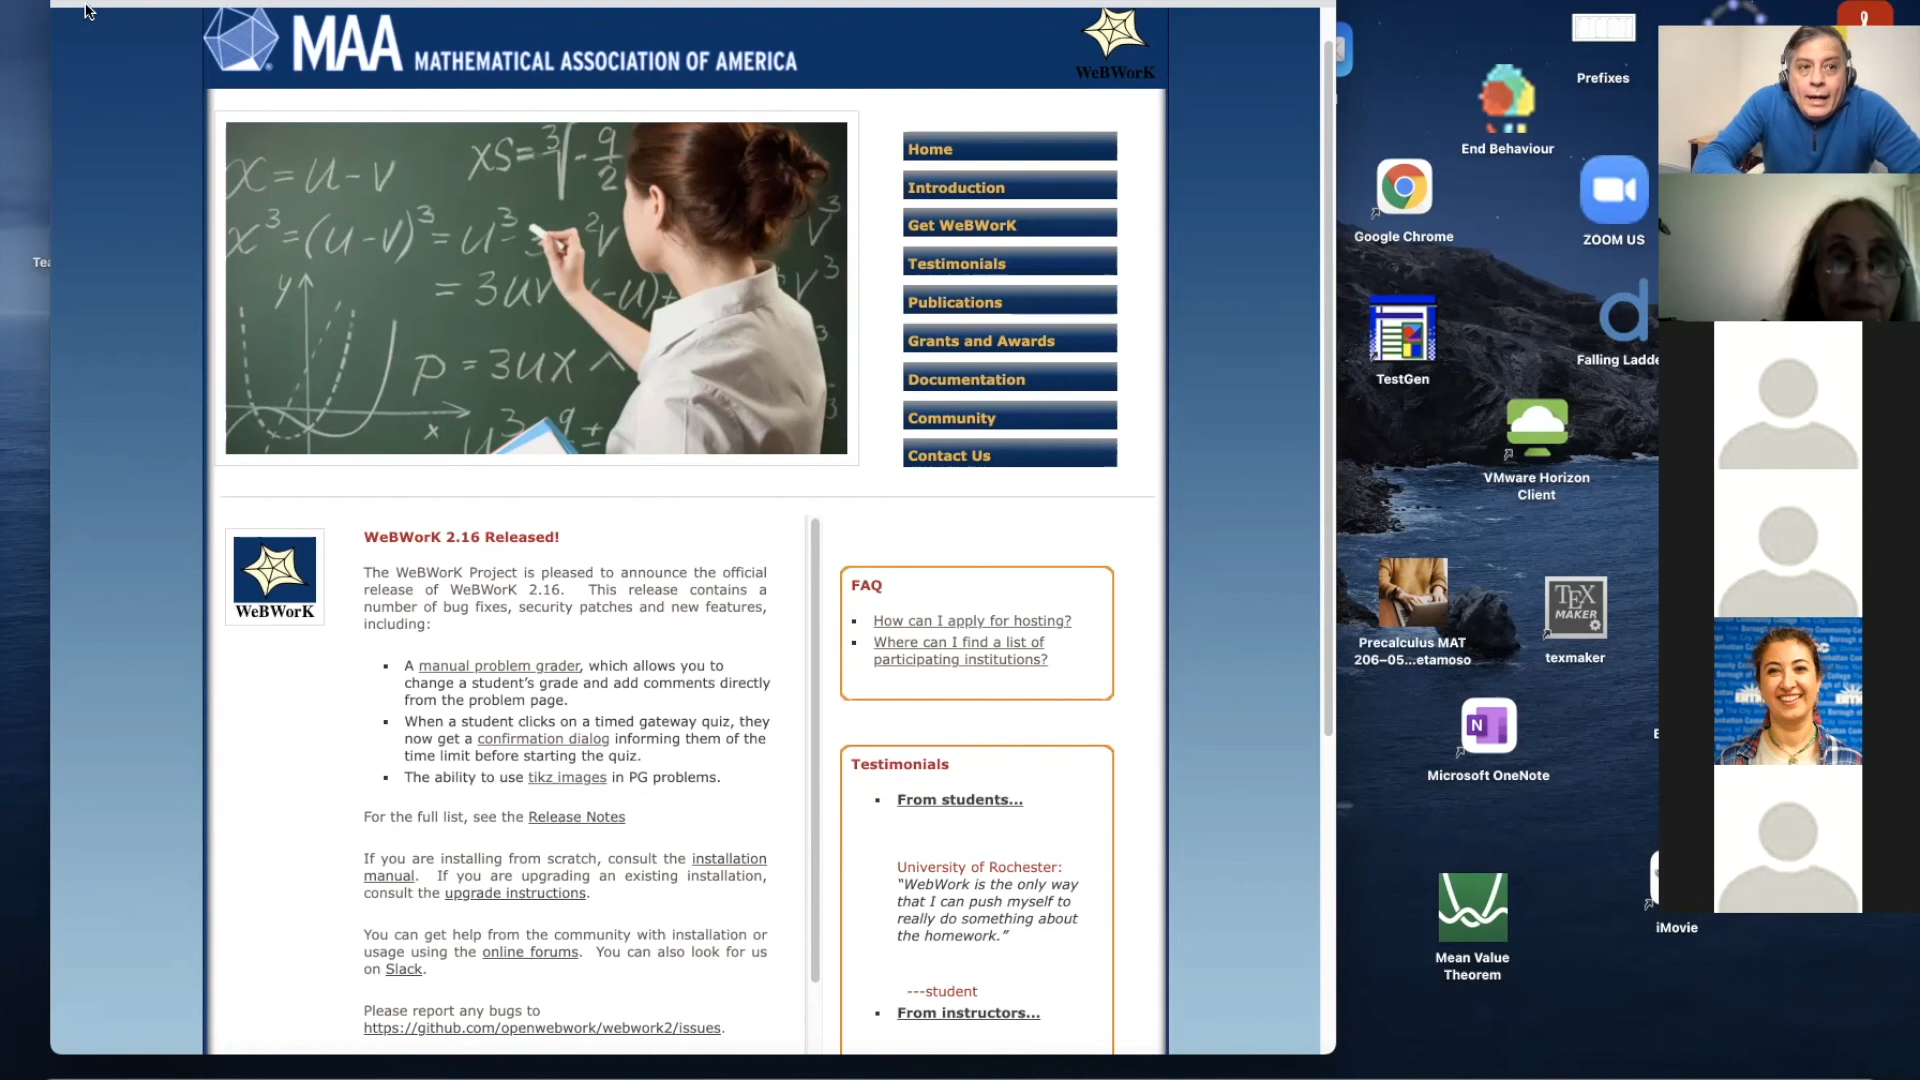 MAA MATHEMATICAL ASSOCIATION OF AMERICA
WeBWorK
x = u - v
Home
Introduction
Get WeBWorK
Testimonials
Publications
Grants and Awards
Documentation
Community
Contact Us
WeBWorK
WeBWorK 2.16 Released!
The WeBWorK Project is pleased to announce the official
release of WeBWorK 2.16. This release contains a
number of bug fixes, security patches and new features,
including:
A manual problem grader, which allows you to
change a student's grade and add comments directly
from the problem page.
When a student clicks on a timed gateway quiz, they
now get a confirmation dialog informing them of the
time limit before starting the quiz.
The ability to use tikz images in PG problems.
For the full list, see the Release Notes
If you are installing from scratch, consult the installation
manual. If you are upgrading an existing installation,
consult the upgrade instructions.
You can get help from the community with installation or
usage using the online forums. You can also look for us
on Slack.
Please report any bugs to
https://github.com/openwebwork/webwork2/issues.
FAQ
How can I apply for hosting?
Where can I find a list of
participating institutions?
Testimonials
From students...
University of Rochester:
“WebWork is the only way
that I can push myself to
really do something about
the homework.”
---student
From instructors...
Prefixes
End Behaviour
Google Chrome
ZOOM US
TestGen
Falling Ladde
VMware Horizon
Client
Precalculus MAT
206–05...etamoso
TEX
MAKER
texmaker
N
Microsoft OneNote
iMovie
Mean Value
Theorem